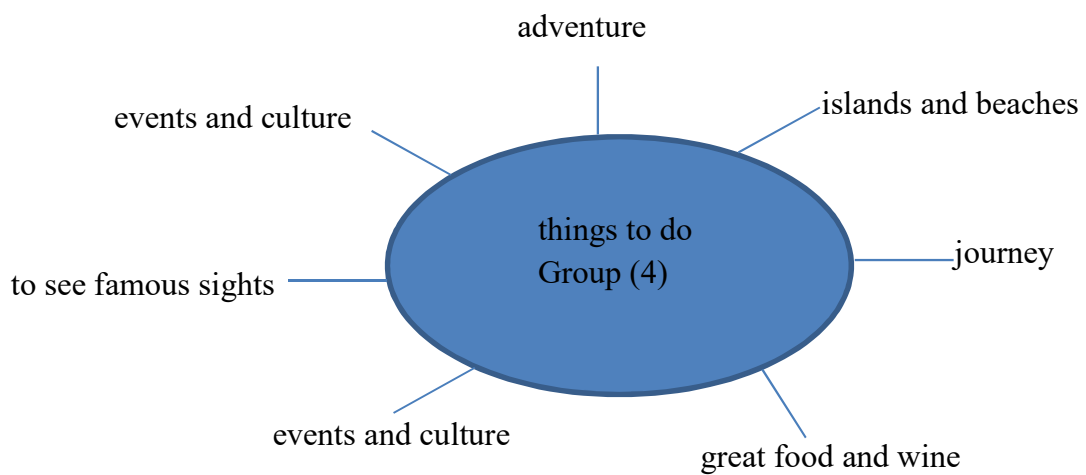 adventure
islands and beaches
events and culture
things to do
Group (4)
journey
to see famous sights
events and culture
great food and wine